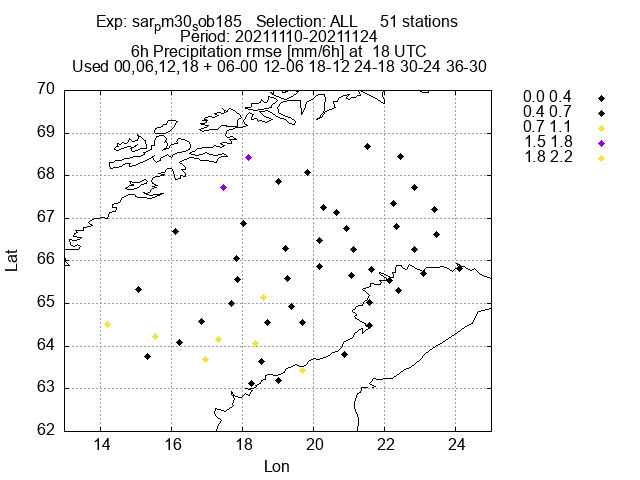 Exp: sarpm30sob185 Selection: ALL 51 stations
Period: 20211110-20211124
6h Precipitation rmse [mm/6h] at 18 UTC
Used 00,06,12,18 + 06-00 12-06 18-12 24-18 30-24 36-30
0.0 0.4
0.4 0.7
0.7 1.1
1.5 1.8
1.8 2.2
70
69
68
67
66
65
64
63
62
Lat
14 16 18 20 22 24
Lon